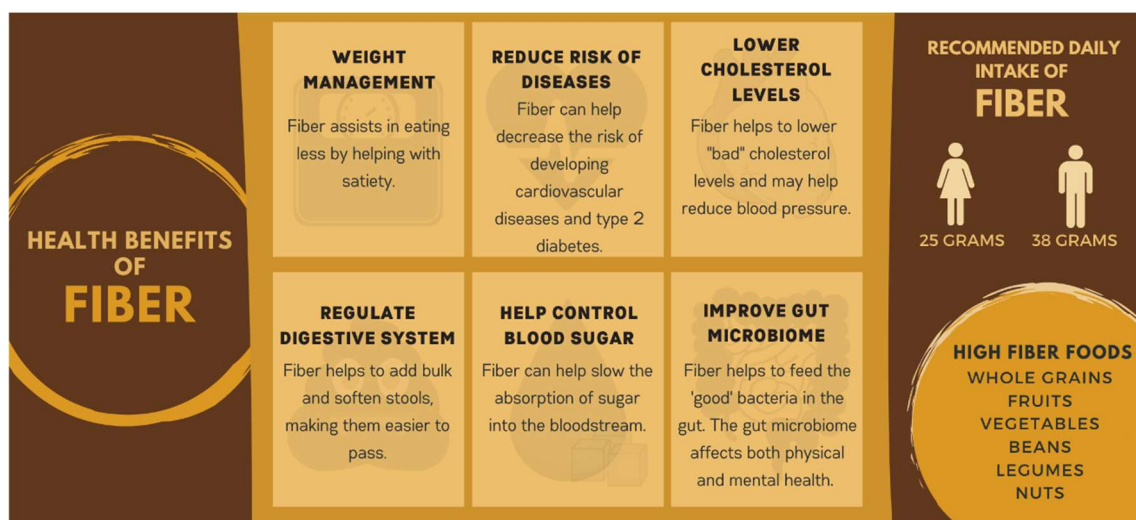 HEALTH BENEFITS
OF
FIBER
WEIGHT
MANAGEMENT
Fiber assists in eating
less by helping with
satiety.
REDUCE RISK OF
DISEASES
Fiber can help
decrease the risk of
developing
cardiovascular
diseases and type 2
diabetes.
LOWER
CHOLESTEROL
LEVELS
Fiber helps to lower
"bad" cholesterol
levels and may help
reduce blood pressure.
REGULATE
DIGESTIVE SYSTEM
Fiber helps to add bulk
and soften stools,
making them easier to
pass.
HELP CONTROL
BLOOD SUGAR
Fiber can help slow the
absorption of sugar
into the bloodstream.
IMPROVE GUT
MICROBIOME
Fiber helps to feed the
'good' bacteria in the
gut. The gut microbiome
affects both physical
and mental health.
RECOMMENDED DAILY
INTAKE OF
FIBER
25 GRAMS 38 GRAMS
HIGH FIBER FOODS
WHOLE GRAINS
FRUITS
VEGETABLES
BEANS
LEGUMES
NUTS